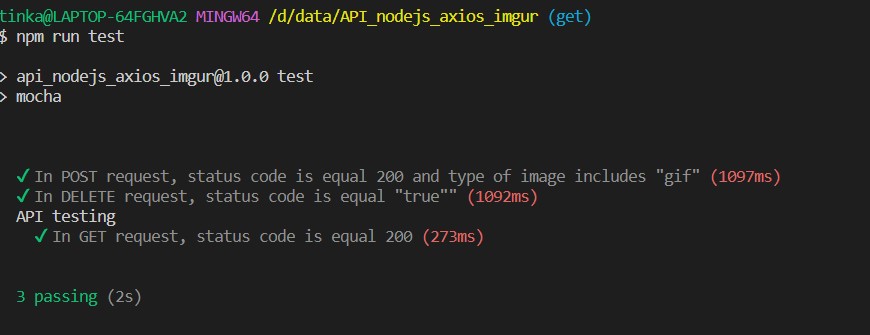 tinka@LAPTOP-64FGHVA2 MINGW64 /d/data/API_nodejs_axios_imgur (get)
$ npm run test
> api_nodejs_axios_imgur@1.0.0 test
> mocha
✓ In POST request, status code is equal 200 and type of image includes "gif" (1097ms)
✓ In DELETE request, status code is equal "true"" (1092ms)
API testing
✓ In GET request, status code is equal 200 (273ms)
3 passing (2s)